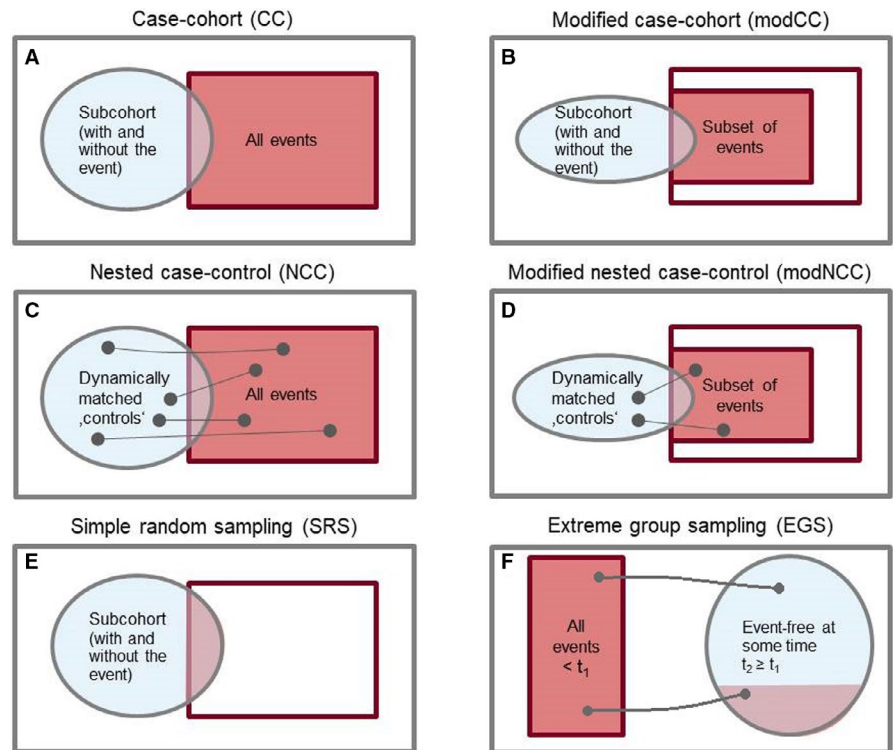 Case-cohort (CC)
A
Subcohort
(with and
without the
event)
All events
Modified case-cohort (modCC)
B
Subcohort
(with and
without the
event)
Subset of
events
Nested case-control (NCC)
C
Dynamically
matched
‚controls‘
All events
Modified nested case-control (modNCC)
D
Dynamically
matched
‚controls‘
Subset of
events
Simple random sampling (SRS)
E
Subcohort
(with and
without the
event)
Extreme group sampling (EGS)
F
All
events
< t₁
Event-free at
some time
t₂ ≥ t₁